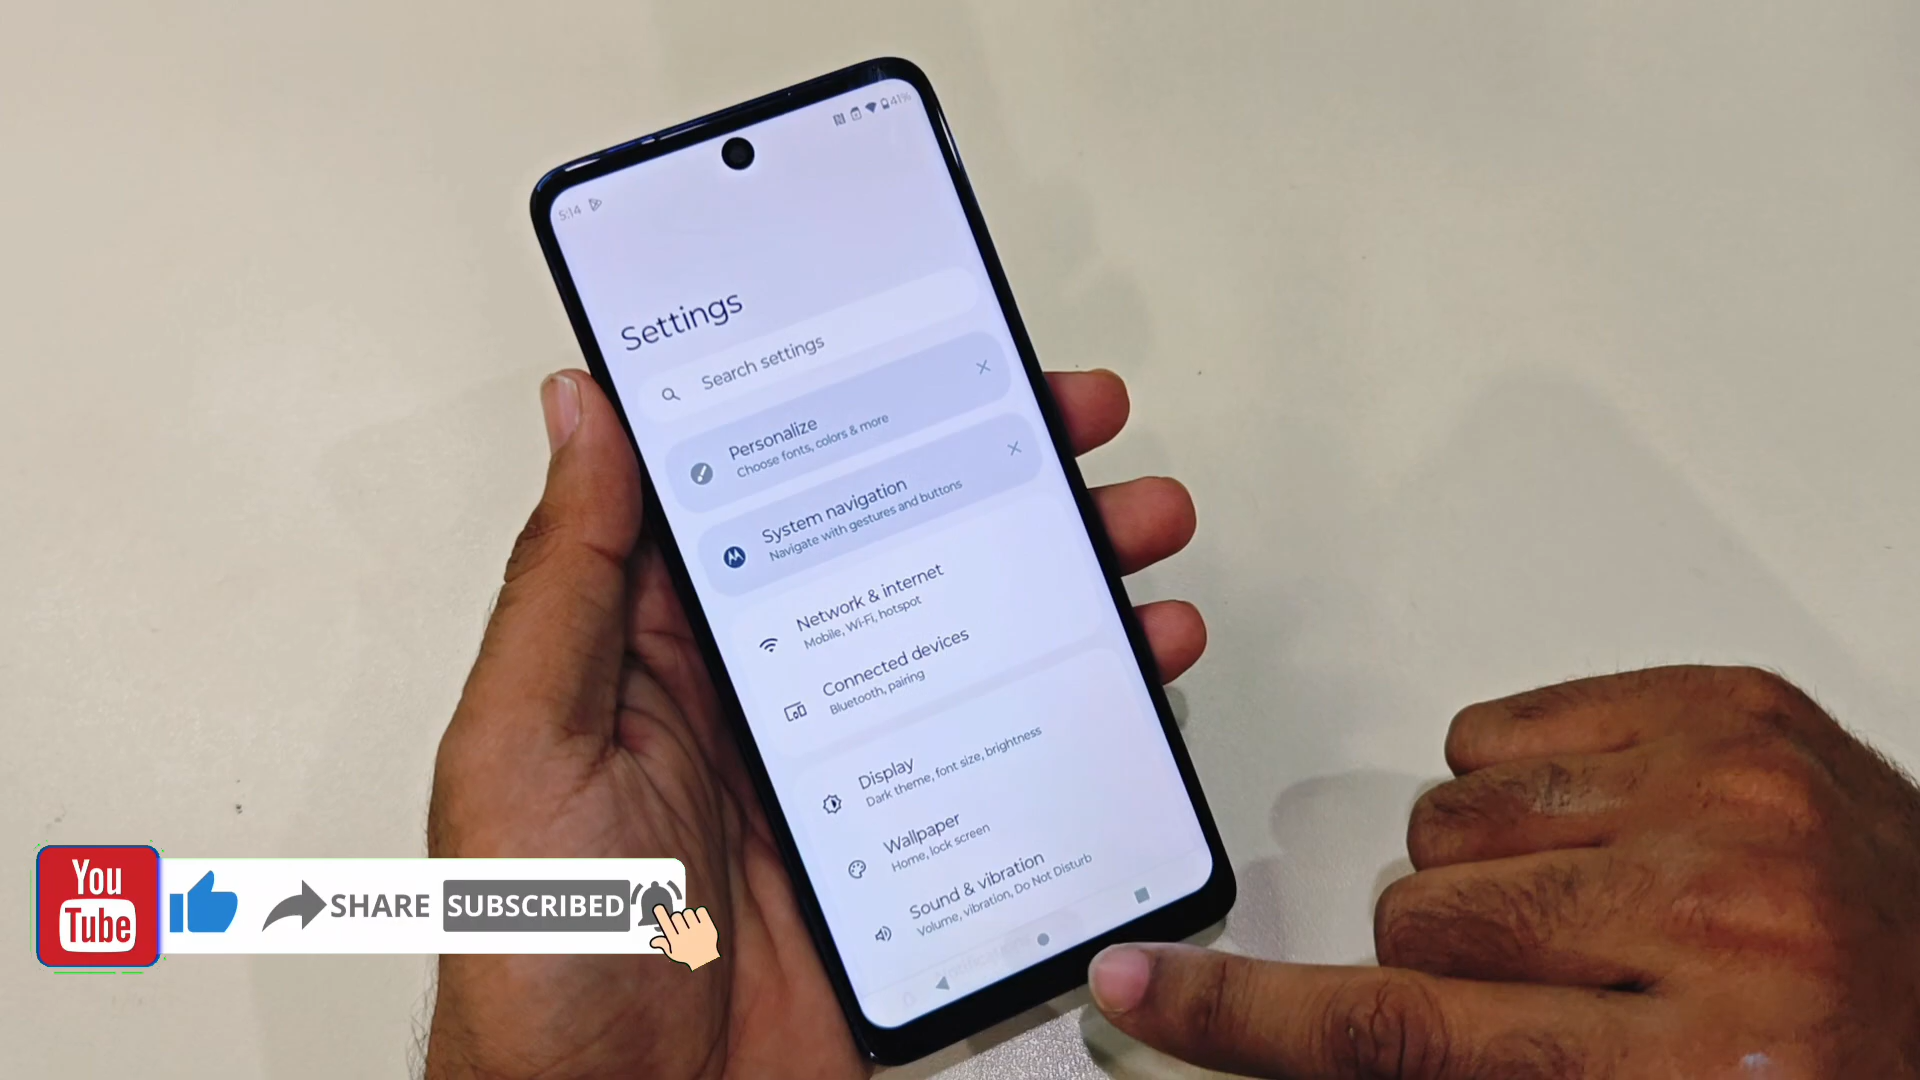 5:14
41%
Settings
Search settings
Personalize
Choose fonts, colors & more
System navigation
Navigate with gestures and buttons
Network & internet
Mobile, Wi-Fi, hotspot
Connected devices
Bluetooth, pairing
Display
Dark theme, font size, brightness
Wallpaper
Home, lock screen
Sound & vibration
Volume, vibration, Do Not Disturb
You
Tube
SHARE
SUBSCRIBED